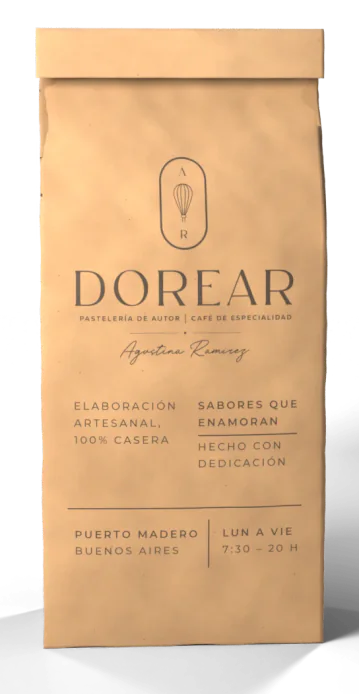 A
R
DOREAR
PASTELERÍA DE AUTOR | CAFÉ DE ESPECIALIDAD
Agustina Ramirez
ELABORACIÓN
ARTESANAL,
100% CASERA
SABORES QUE
ENAMORAN
HECHO CON
DEDICACIÓN
PUERTO MADERO
BUENOS AIRES
LUN A VIE
7:30 – 20 H